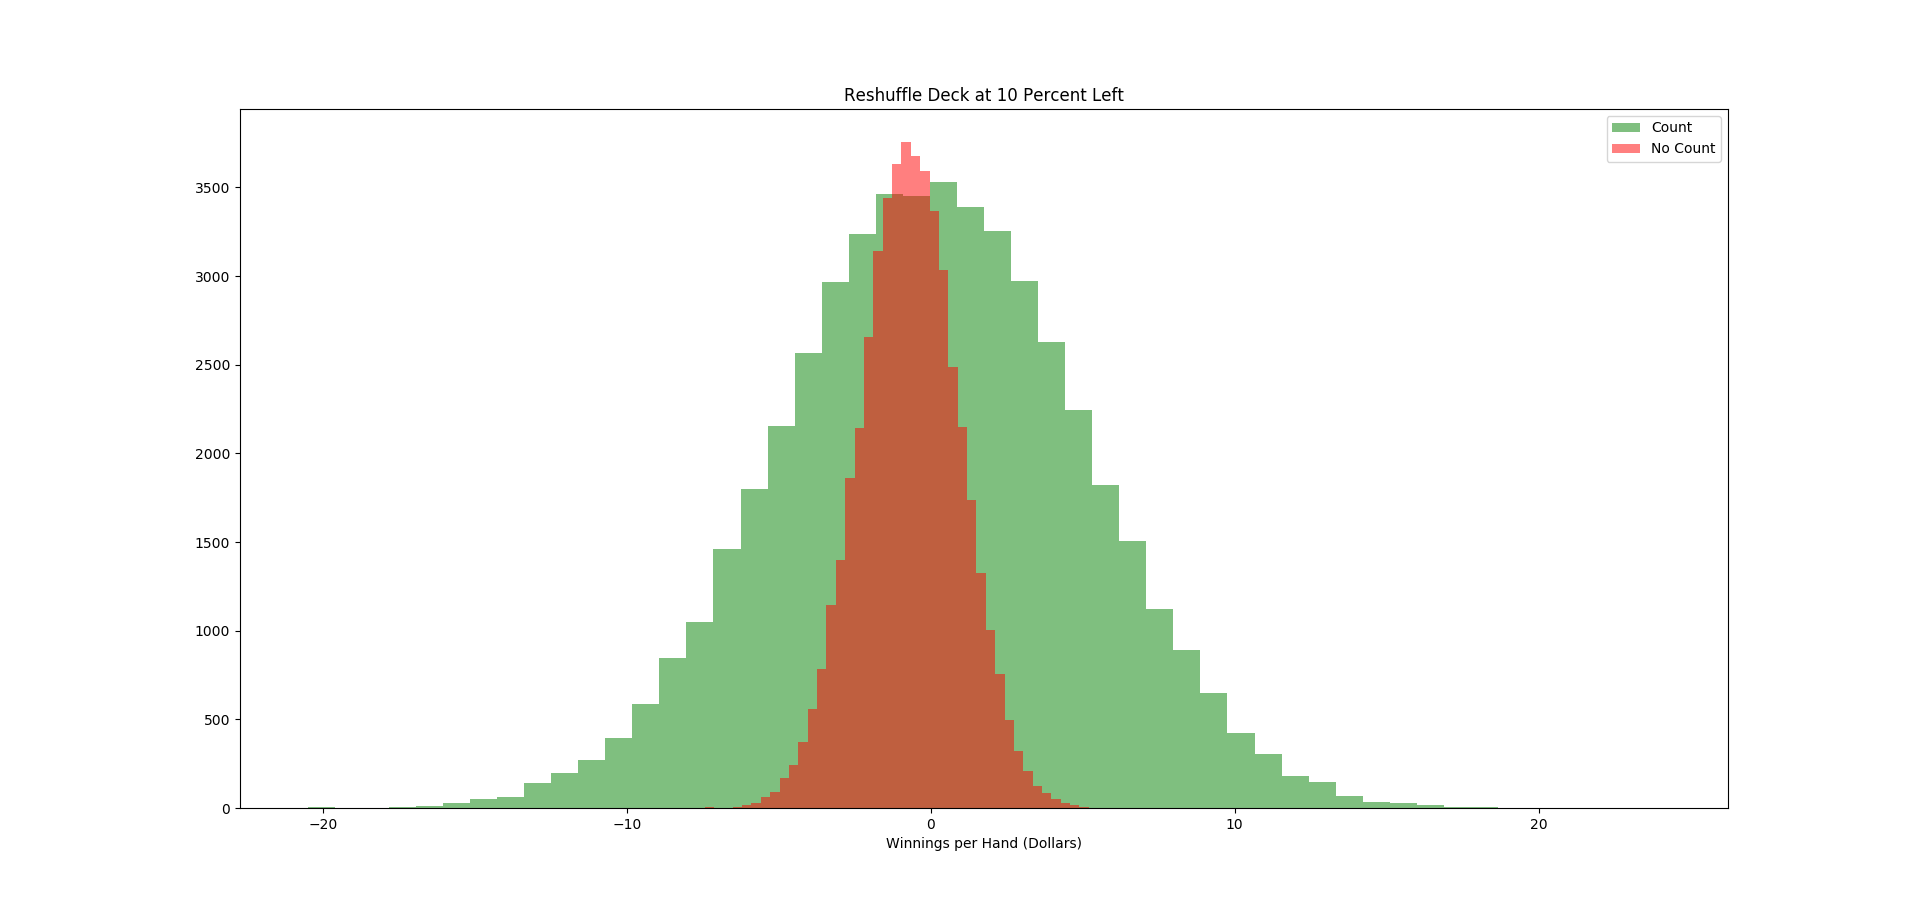 Reshuffle Deck at 10 Percent Left
Count
No Count
3500
3000
2500
2000
1500
1000
500
0
−20 −10 0 10 20
Winnings per Hand (Dollars)